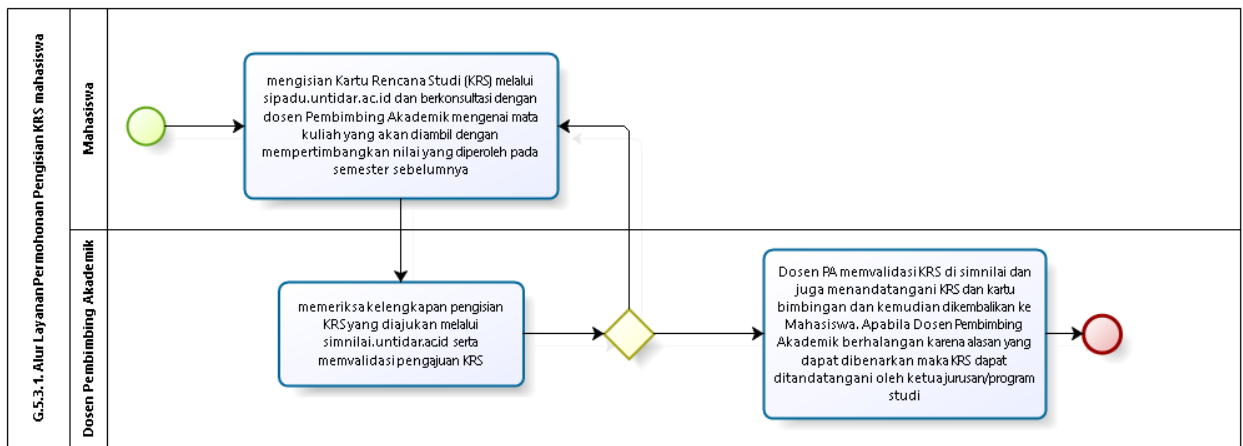 G.5.3.1. Alur Layanan Permohonan Pengisian KRS mahasiswa
Mahasiswa
mengisian Kartu Rencana Studi (KRS) melalui
sipadu.untidar.ac.id dan berkonsultasi dengan
dosen Pembimbing Akademik mengenai mata
kuliah yang akan diambil dengan
mempertimbangkan nilai yang diperoleh pada
semester sebelumnya
Dosen Pembimbing Akademik
memeriksa kelengkapan pengisian
KRS yang diajukan melalui
simnilai.untidar.ac.id serta
memvalidasi pengajuan KRS
Dosen PA memvalidasi KRS di simnilai dan
juga menandatangani KRS dan kartu
bimbingan dan kemudian dikembalikan ke
Mahasiswa. Apabila Dosen Pembimbing
Akademik berhalangan karena alasan yang
dapat dibenarkan maka KRS dapat
ditandatangani oleh ketua jurusan/program
studi